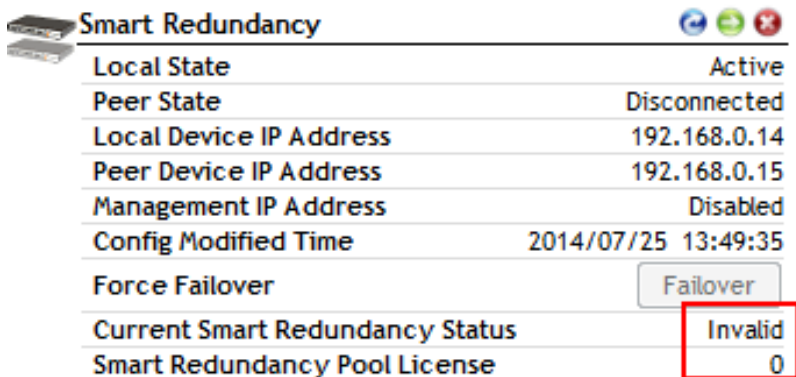 Smart Redundancy
Local State Active
Peer State Disconnected
Local Device IP Address 192.168.0.14
Peer Device IP Address 192.168.0.15
Management IP Address Disabled
Config Modified Time 2014/07/25 13:49:35
Force Failover Failover
Current Smart Redundancy Status Invalid
Smart Redundancy Pool License 0